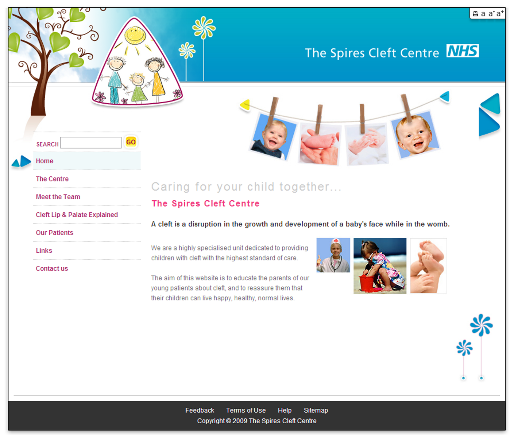 a a⁻ a⁺
The Spires Cleft Centre NHS
SEARCH GO
Home
The Centre
Meet the Team
Cleft Lip & Palate Explained
Our Patients
Links
Contact us
Caring for your child together...
The Spires Cleft Centre
A cleft is a disruption in the growth and development of a baby's face while in the womb.
We are a highly specialised unit dedicated to providing
children with cleft with the highest standard of care.
The aim of this website is to educate the parents of our
young patients about cleft, and to reassure them that
their children can live happy, healthy, normal lives.
Feedback Terms of Use Help Sitemap
Copyright © 2009 The Spires Cleft Centre